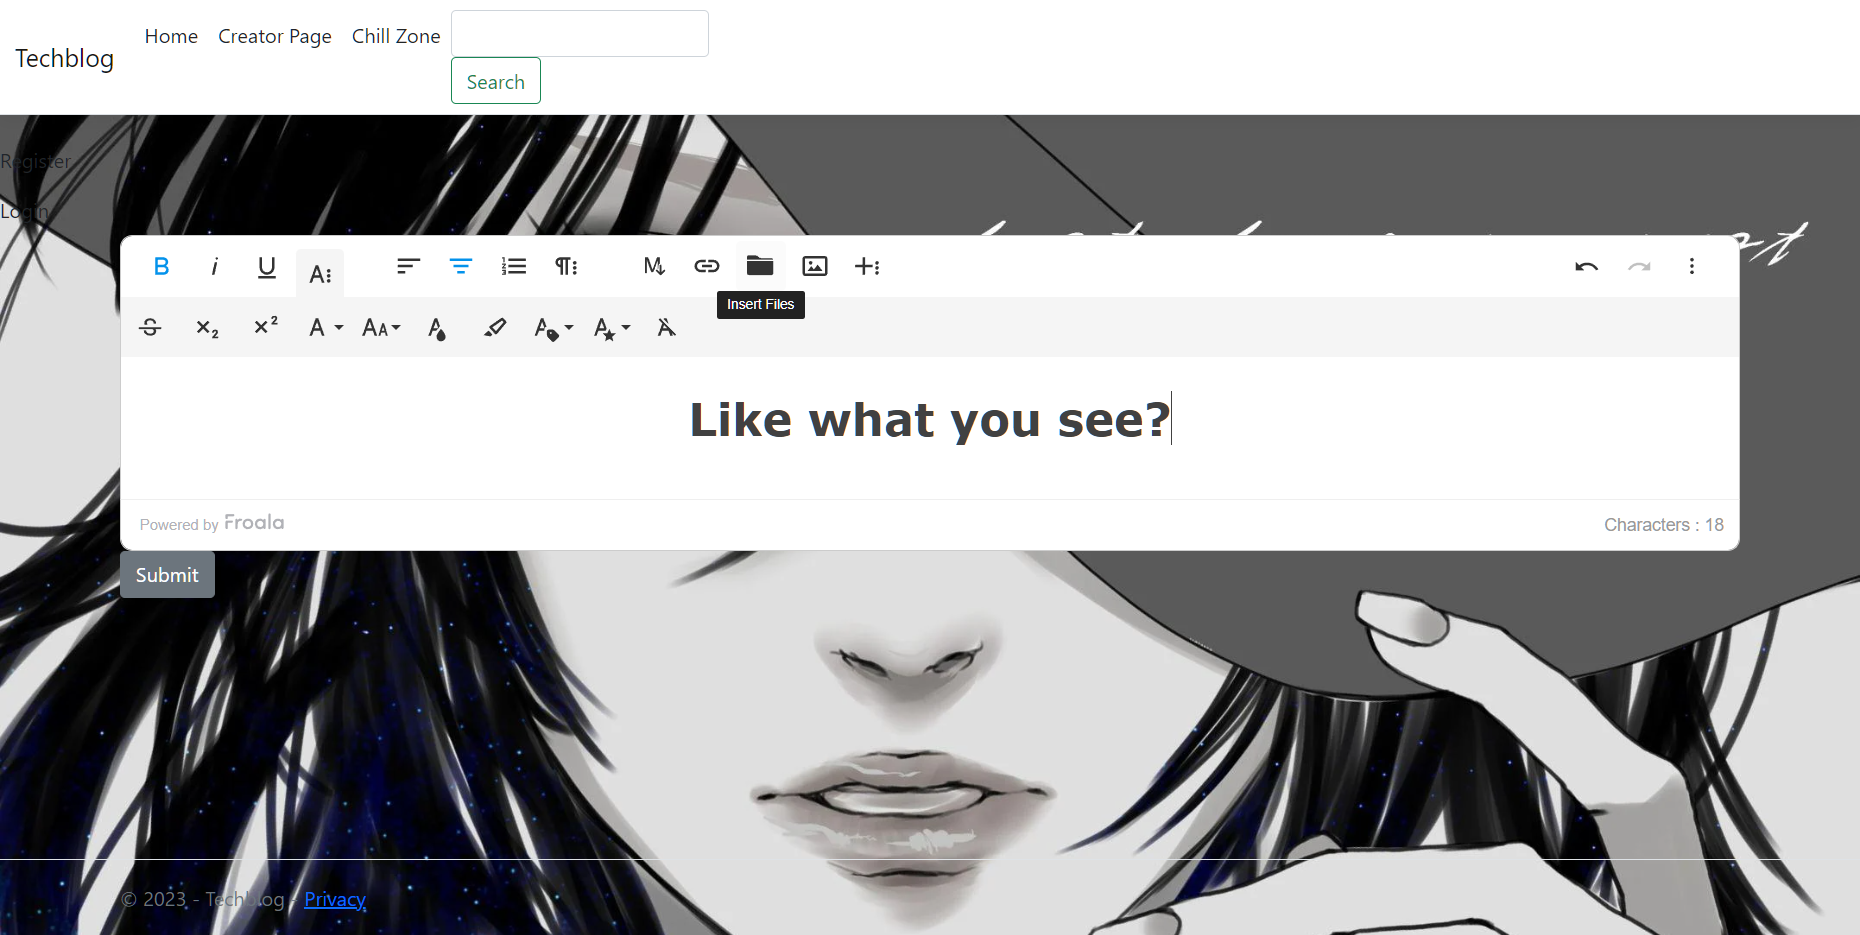 Techblog
Home Creator Page Chill Zone
Search
Register
Login
Insert Files
Like what you see?
Powered by Froala
Characters : 18
Submit
© 2023 - Techblog - Privacy